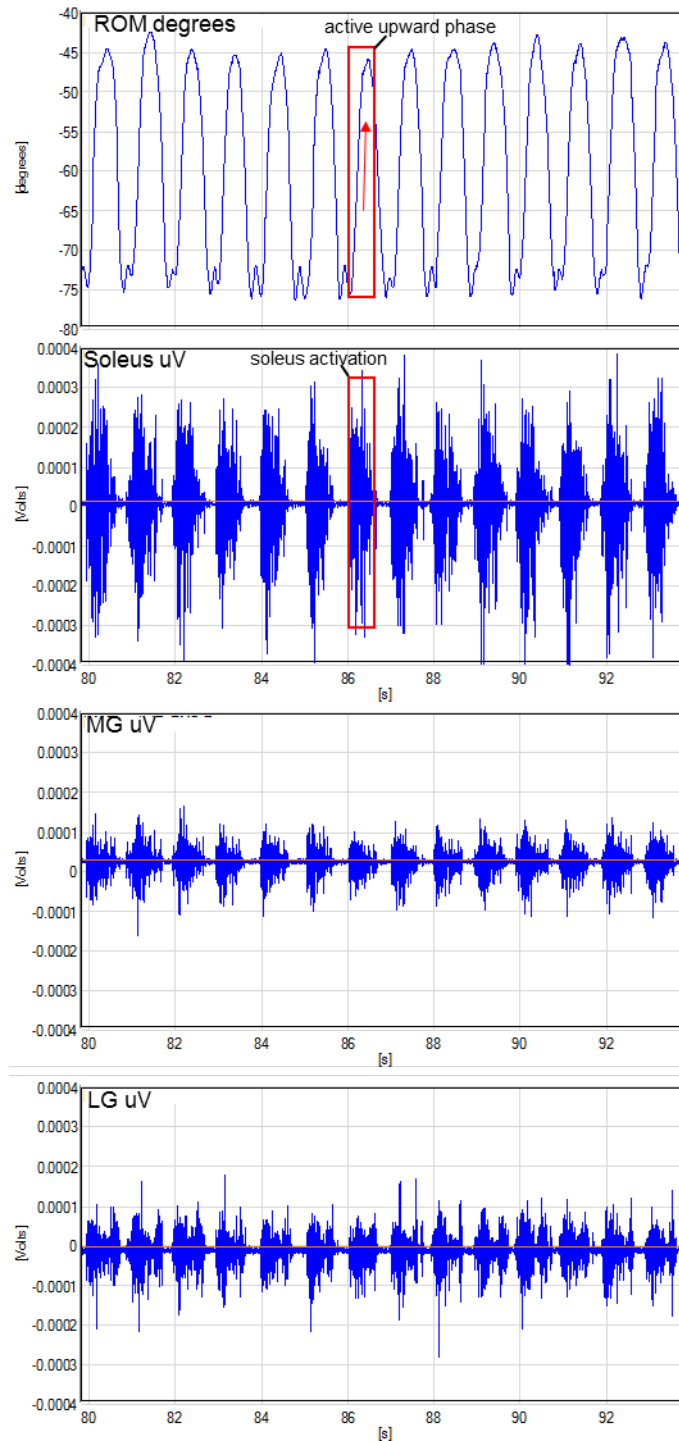 ROM degrees
active upward phase
-40
-45
-50
-55
-60
-65
-70
-75
-80
[degrees]
Soleus uV
soleus activation
0.0004
0.0003
0.0002
0.0001
0
-0.0001
-0.0002
-0.0003
-0.0004
[Volts]
80 82 84 86 88 90 92
[s]
MG uV
0.0004
0.0003
0.0002
0.0001
0
-0.0001
-0.0002
-0.0003
-0.0004
[Volts]
80 82 84 86 88 90 92
[s]
LG uV
0.0004
0.0003
0.0002
0.0001
0
-0.0001
-0.0002
-0.0003
-0.0004
[Volts]
80 82 84 86 88 90 92
[s]